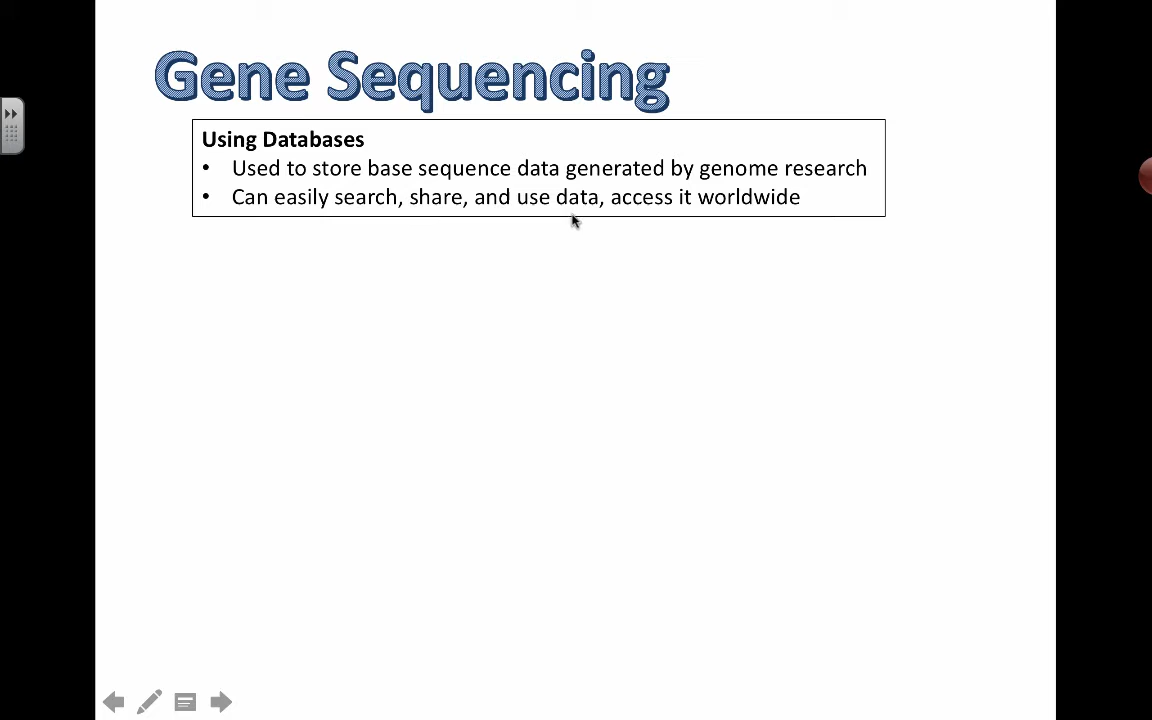 Gene Sequencing
Using Databases
• Used to store base sequence data generated by genome research
• Can easily search, share, and use data, access it worldwide